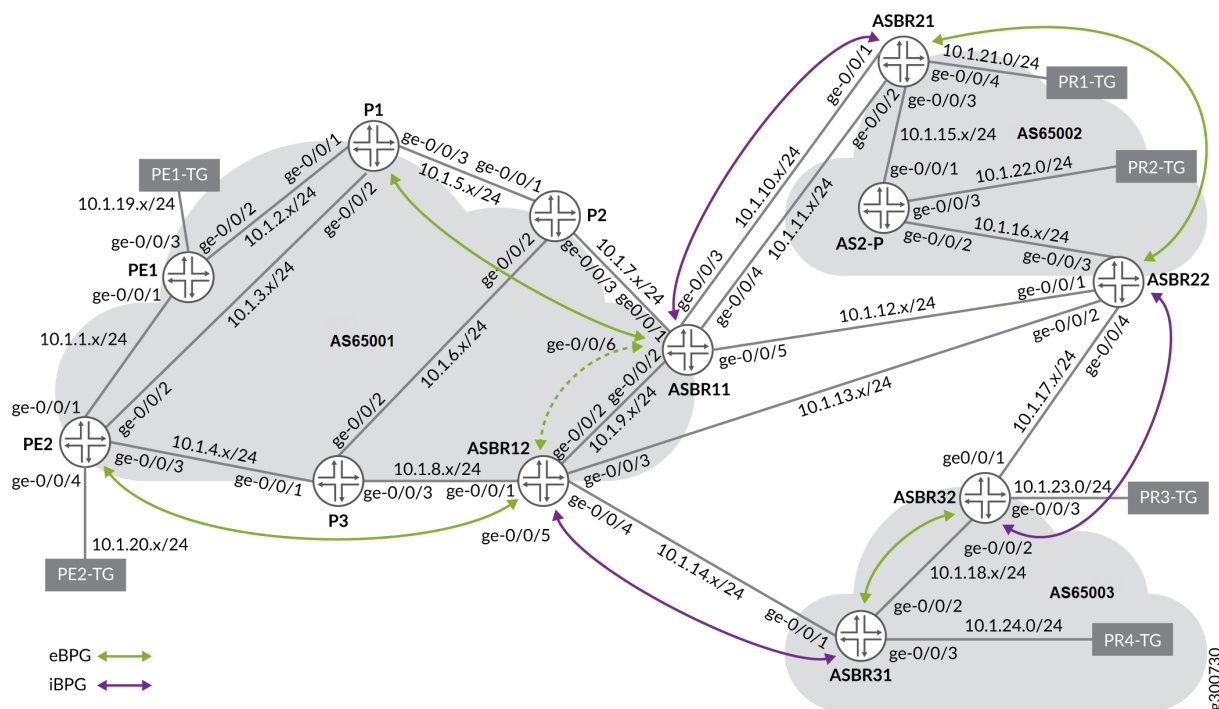 ASBR21
10.1.21.0/24
ge-0/0/1
ge-0/0/4
PR1-TG
ge-0/0/2
ge-0/0/3
P1
10.1.15.x/24
AS65002
ge-0/0/1
ge-0/0/3
ge-0/0/1
PE1-TG
10.1.5.x/24
10.1.10.x/24
ge-0/0/1
10.1.22.0/24
PR2-TG
10.1.19.x/24
ge-0/0/2
10.1.2.x/24
ge-0/0/2
P2
10.1.11.x/24
ge-0/0/3
AS2-P
ge-0/0/2
10.1.16.x/24
ge-0/0/3
ge-0/0/3
PE1
ge-0/0/2
ge-0/0/3
10.1.7.x/24
ge-0/0/3
ge-0/0/4
ge-0/0/1
ASBR22
ge-0/0/1
10.1.3.x/24
ge0/0/1
10.1.12.x/24
ge-0/0/2
ge-0/0/4
10.1.1.x/24
AS65001
10.1.6.x/24
ge-0/0/6
ge-0/0/5
ge-0/0/2
ASBR11
10.1.17.x/24
ge-0/0/1
ge-0/0/2
ge-0/0/2
ge-0/0/2
10.1.9.x/24
10.1.13.x/24
PE2
10.1.4.x/24
ASBR12
ge-0/0/3
ge-0/0/3
ge-0/0/4
ge-0/0/1
10.1.8.x/24
ge-0/0/3
ge-0/0/1
P3
ge-0/0/4
ge0/0/1
ASBR32
10.1.23.0/24
ge-0/0/3
PR3-TG
ge-0/0/5
10.1.20.x/24
PE2-TG
10.1.14.x/24
ge-0/0/2
10.1.18.x/24
AS65003
ge-0/0/2
ge-0/0/1
10.1.24.0/24
PR4-TG
ge-0/0/3
ASBR31
eBPG
iBPG
g300730